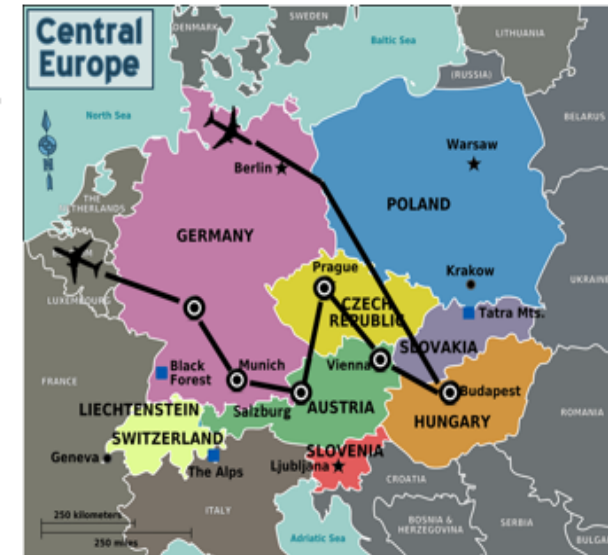 Central
Europe
DENMARK
SWEDEN
LITHUANIA
Baltic Sea
(RUSSIA)
North Sea
BELARUS
N
Warsaw
Berlin
THE
NETHERLANDS
POLAND
GERMANY
Prague
Krakow
UKRAINE
LUXEMBOURG
CZECH
REPUBLIC
Tatra Mts.
SLOVAKIA
Black
Forest
Munich
Vienna
FRANCE
Budapest
LIECHTENSTEIN
Salzburg
AUSTRIA
HUNGARY
ROMANIA
SWITZERLAND
SLOVENIA
Geneva
The Alps
Ljubljana
CROATIA
ITALY
250 kilometers
250 miles
BOSNIA &
HERZEGOVINA
SERBIA
Adriatic Sea
BULGA